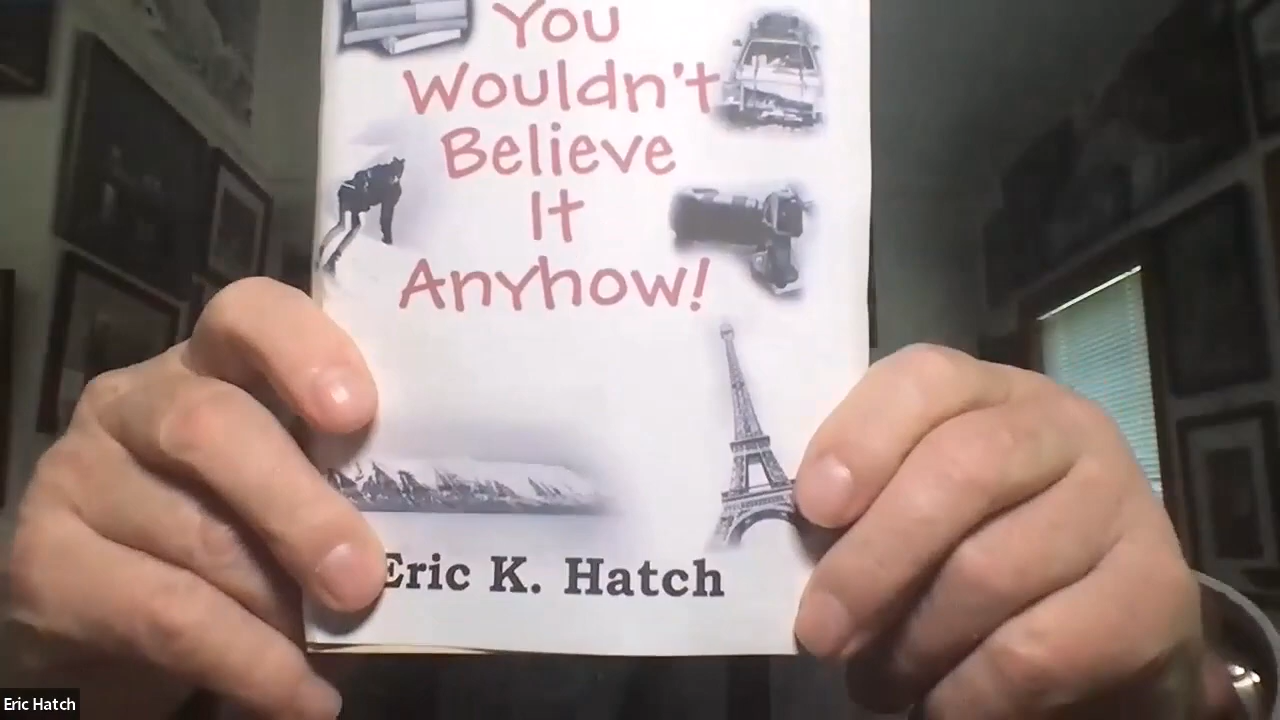 You
Wouldn't
Believe
It
Anyhow!
Eric K. Hatch
Eric Hatch